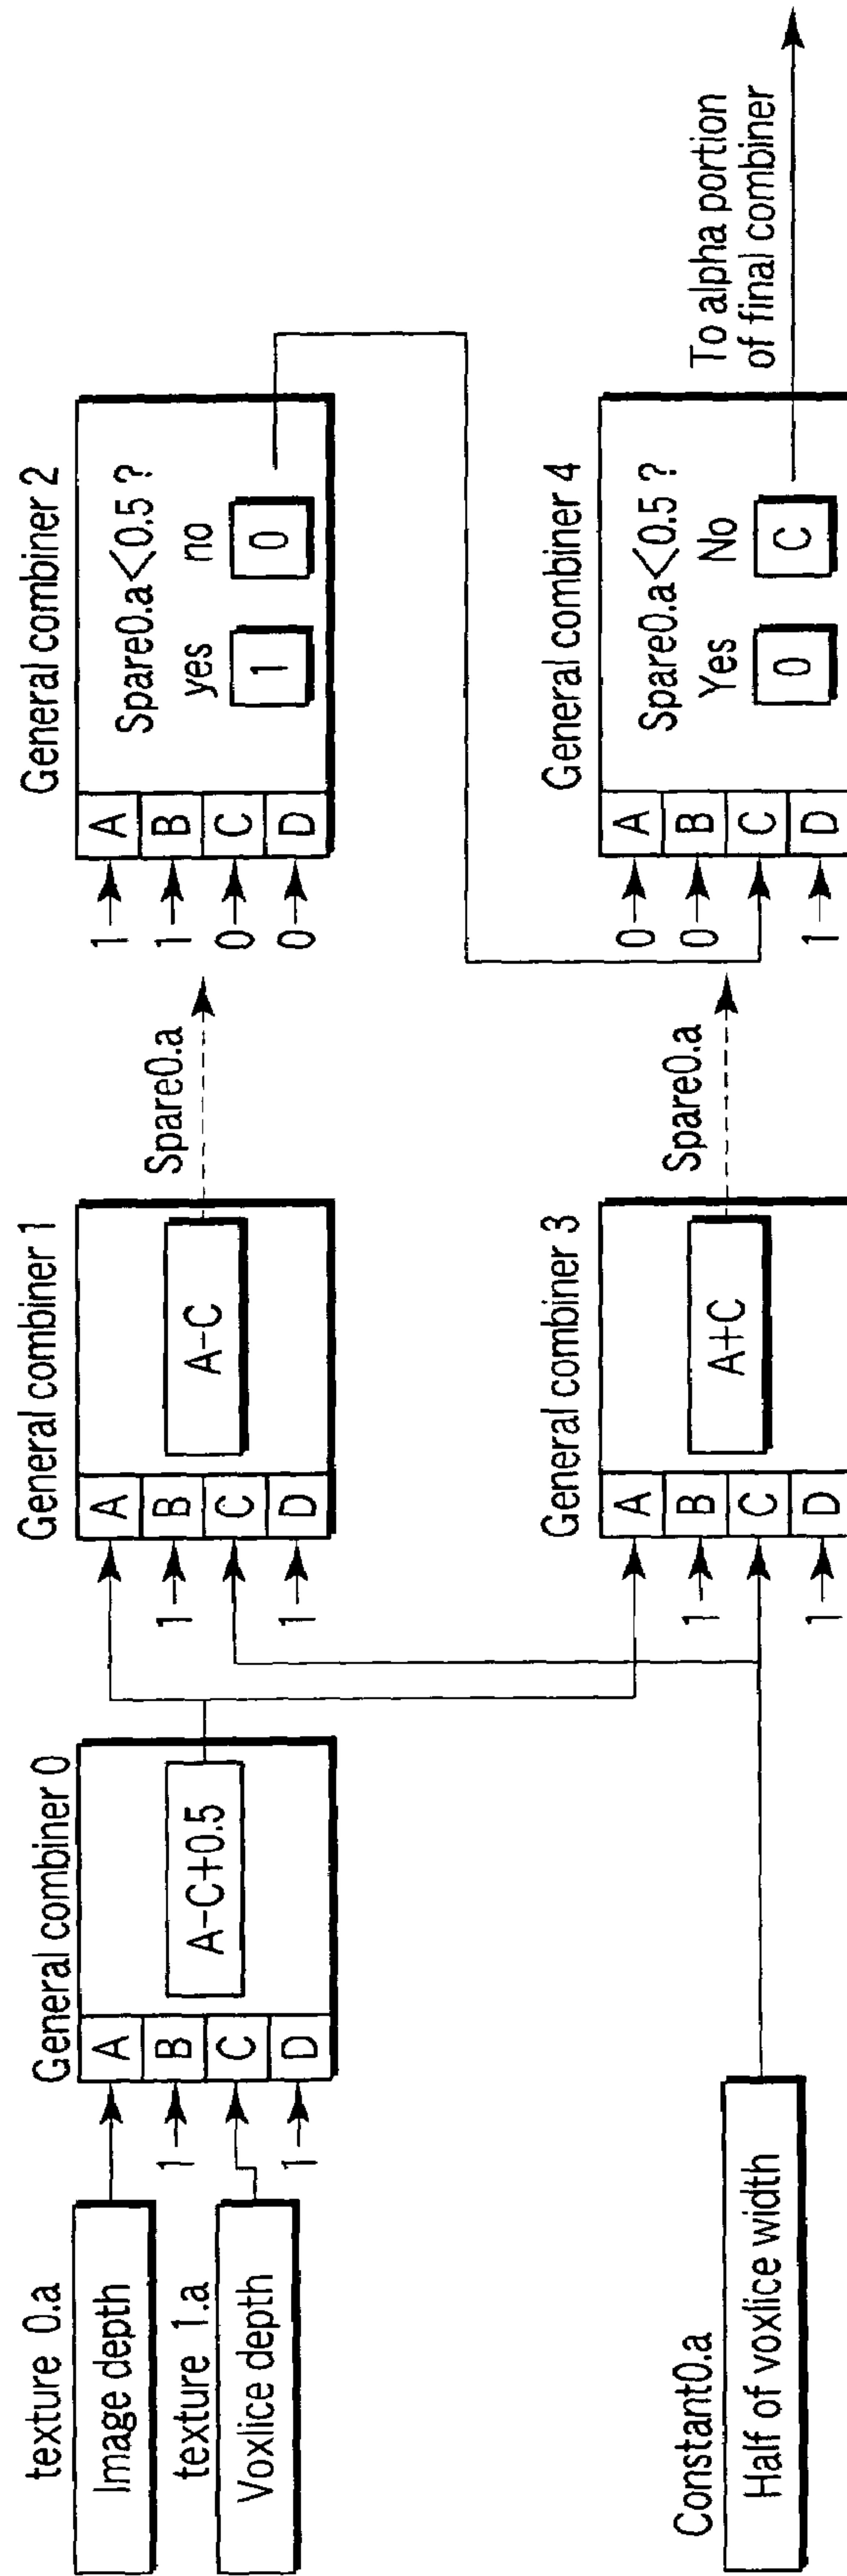 texture 0.a
Image depth
texture 1.a
Voxlice depth
Constant0.a
Half of voxlice width
General combiner 0
1
1
A
B
C
D
A-C+0.5
General combiner 1
1
1
A
B
C
D
A-C
Spare0.a
General combiner 2
1
1
0
0
A
B
C
D
Spare0.a<0.5 ?
yes no
1 0
General combiner 3
1
1
A
B
C
D
A+C
Spare0.a
General combiner 4
0
0
1
A
B
C
D
Spare0.a<0.5 ?
Yes No
0 C
To alpha portion
of final combiner